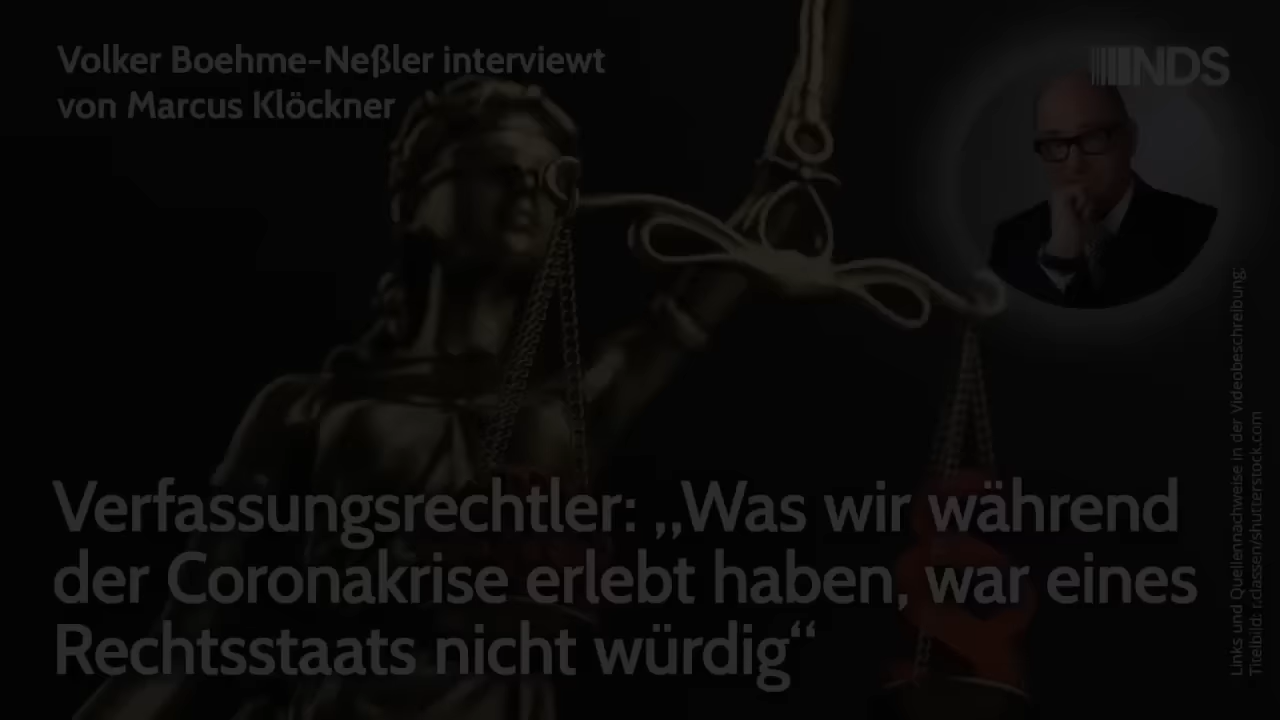 Volker Boehme-Neßler interviewt
von Marcus Klöckner
NDS
Verfassungsrechtler: „Was wir während
der Coronakrise erlebt haben, war eines
Rechtsstaats nicht würdig“
Links und Quellennachweise in der Videobeschreibung;
Titelbild: r.classen/shutterstock.com